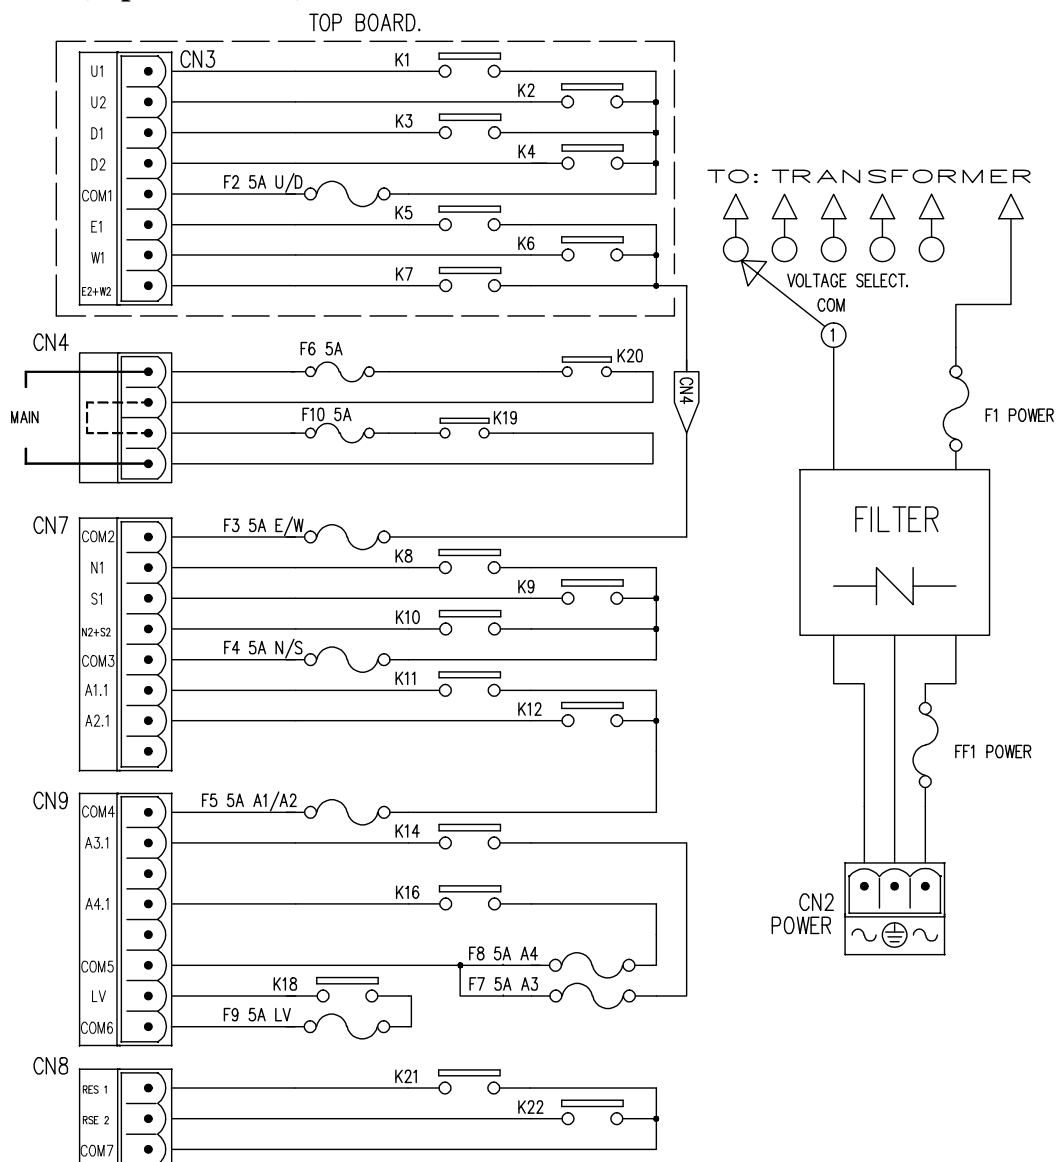 TOP BOARD.
CN3
U1
K1
U2
K2
D1
K3
D2
K4
COM1
F2 5A U/D
E1
K5
W1
K6
E2+W2
K7
CN4
F6 5A
K20
MAIN
F10 5A
K19
CN4
CN7
COM2
F3 5A E/W
N1
K8
S1
K9
N2+S2
K10
COM3
F4 5A N/S
A1.1
K11
A2.1
K12
CN9
COM4
F5 5A A1/A2
A3.1
K14
A4.1
K16
COM5
F8 5A A4
F7 5A A3
LV
K18
COM6
F9 5A LV
CN8
RES 1
K21
RSE 2
K22
COM7
TO: TRANSFORMER
VOLTAGE SELECT.
COM
1
F1 POWER
FILTER
FF1 POWER
CN2
POWER